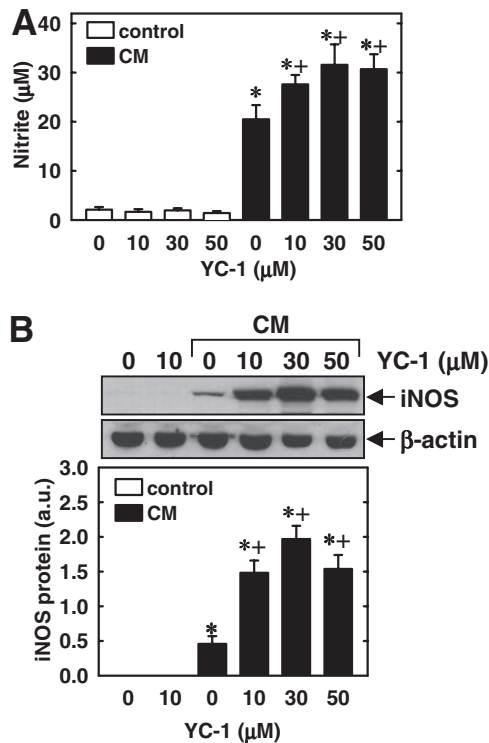 A
control
CM
Nitrite (µM)
40
30
20
10
0
* *+ *+ *+
0 10 30 50 0 10 30 50
YC-1 (µM)
B
CM
0 10 0 10 30 50 YC-1 (µM)
iNOS
β-actin
iNOS protein (a.u.)
3.0
2.5
2.0
1.5
1.0
0.5
0.0
control
CM
* *+ *+ *+
0 10 0 10 30 50
YC-1 (µM)